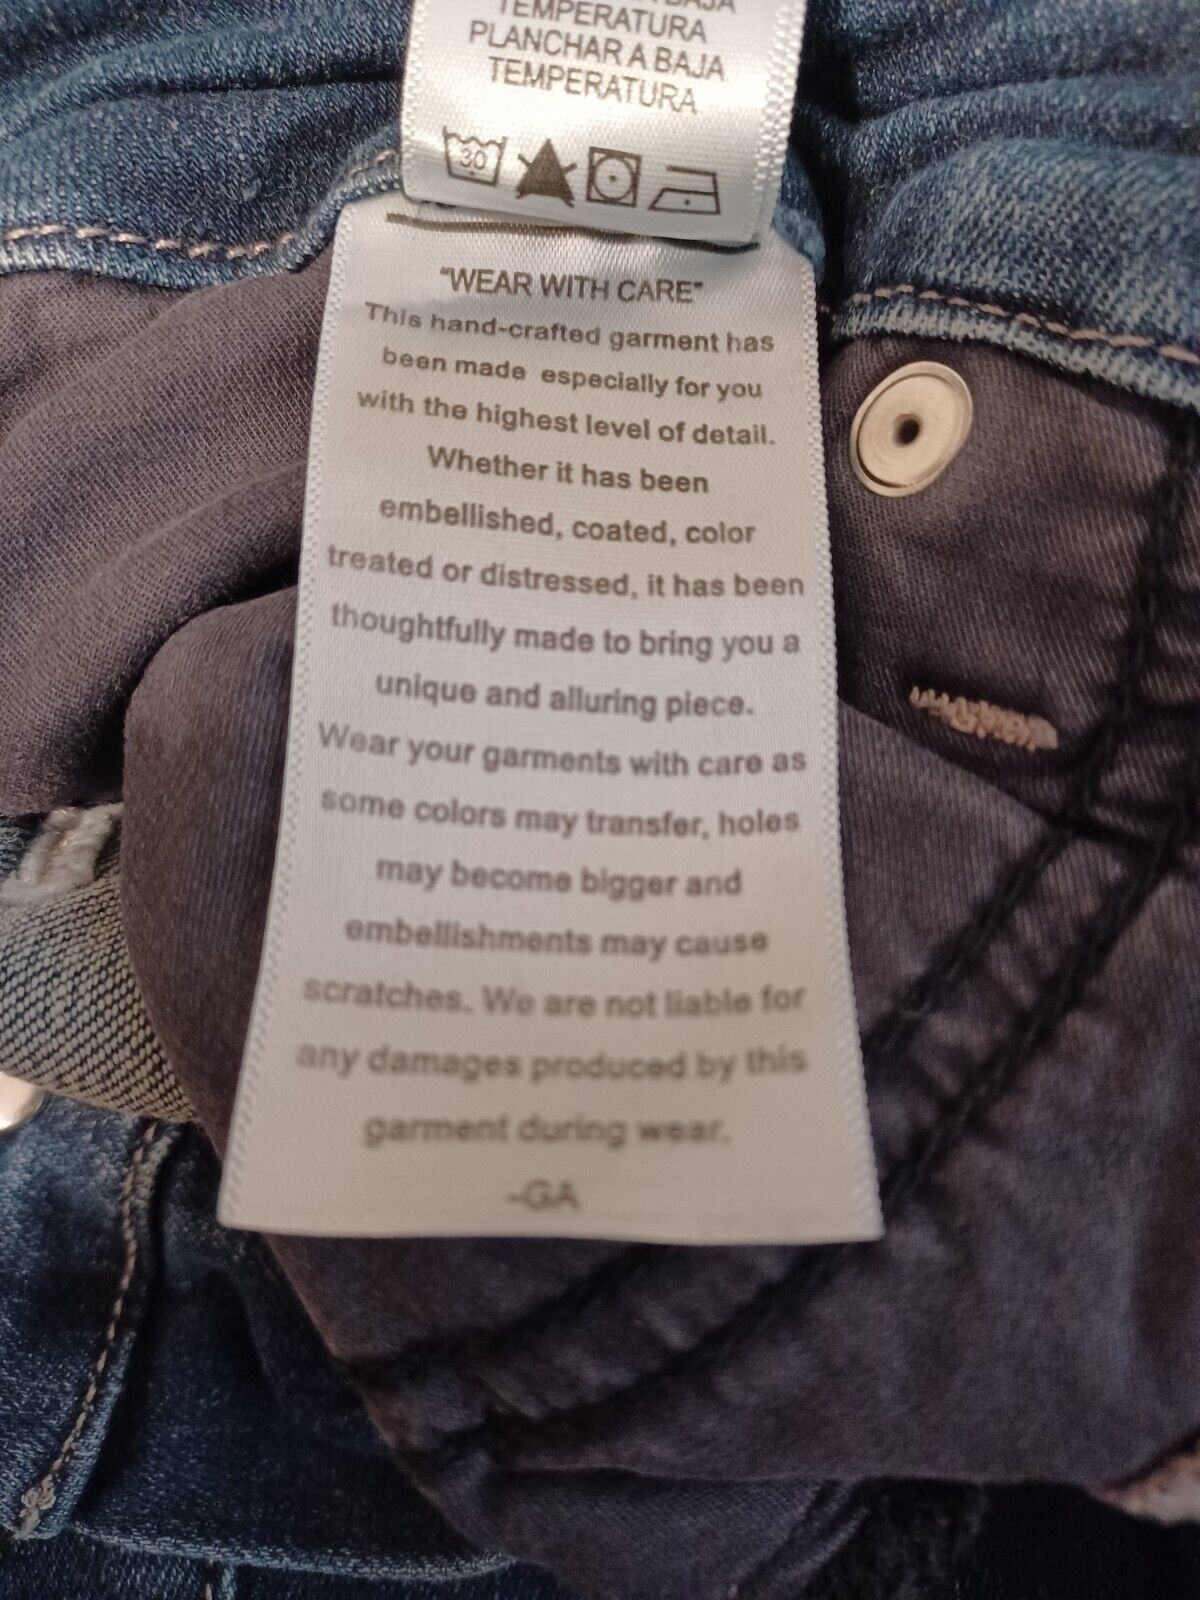 BAJA
TEMPERATURA
PLANCHAR A BAJA
TEMPERATURA
30
"WEAR WITH CARE"
This hand-crafted garment has
been made especially for you
with the highest level of detail.
Whether it has been
embellished, coated, color
treated or distressed, it has been
thoughtfully made to bring you a
unique and alluring piece.
Wear your garments with care as
some colors may transfer, holes
may become bigger and
embellishments may cause
scratches. We are not liable for
any damages produced by this
garment during wear.
-GA